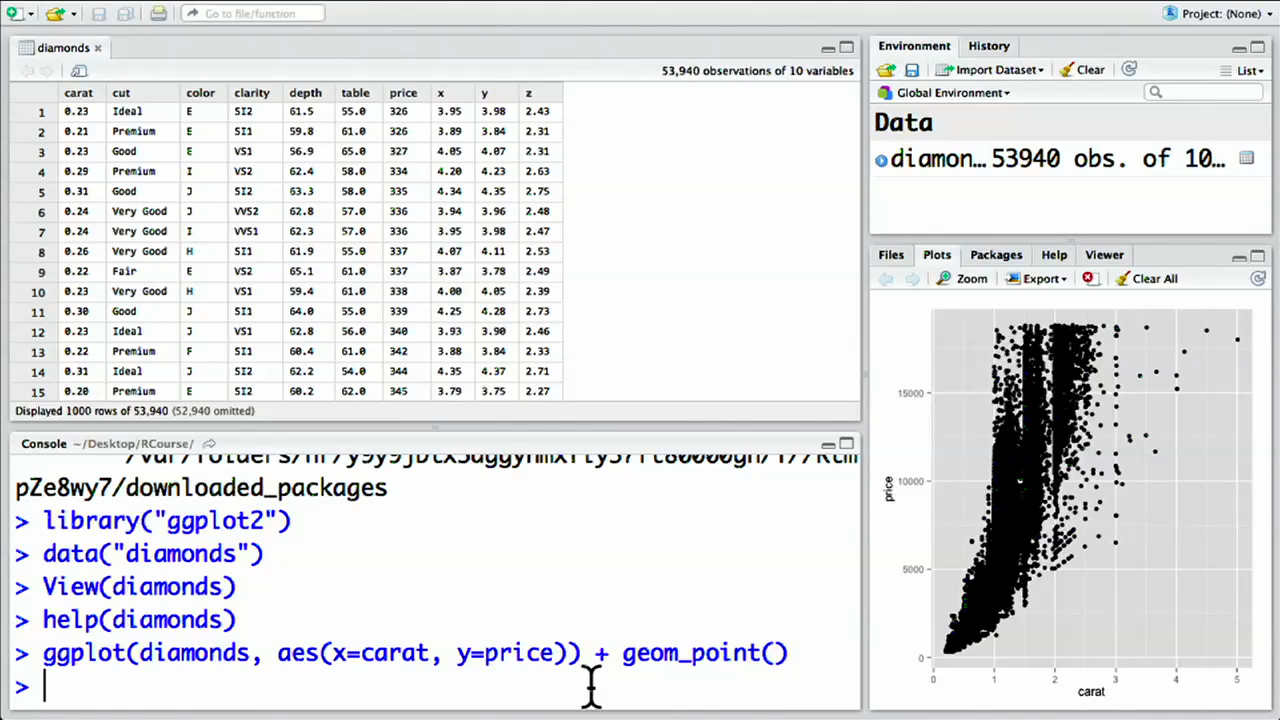 Go to file/function
Project: (None)
diamonds
53,940 observations of 10 variables
carat cut color clarity depth table price x y z
1 0.23 Ideal E SI2 61.5 55.0 326 3.95 3.98 2.43
2 0.21 Premium E SI1 59.8 61.0 326 3.89 3.84 2.31
3 0.23 Good E VS1 56.9 65.0 327 4.05 4.07 2.31
4 0.29 Premium I VS2 62.4 58.0 334 4.20 4.23 2.63
5 0.31 Good J SI2 63.3 58.0 335 4.34 4.35 2.75
6 0.24 Very Good J VVS2 62.8 57.0 336 3.94 3.96 2.48
7 0.24 Very Good I VVS1 62.3 57.0 336 3.95 3.98 2.47
8 0.26 Very Good H SI1 61.9 55.0 337 4.07 4.11 2.53
9 0.22 Fair E VS2 65.1 61.0 337 3.87 3.78 2.49
10 0.23 Very Good H VS1 59.4 61.0 338 4.00 4.05 2.39
11 0.30 Good J SI1 64.0 55.0 339 4.25 4.28 2.73
12 0.23 Ideal J VS1 62.8 56.0 340 3.93 3.90 2.46
13 0.22 Premium F SI1 60.4 61.0 342 3.88 3.84 2.33
14 0.31 Ideal J SI2 62.2 54.0 344 4.35 4.37 2.71
15 0.20 Premium E SI2 60.2 62.0 345 3.79 3.75 2.27
Displayed 1000 rows of 53,940 (52,940 omitted)
Console ~/Desktop/RCourse/
pZe8wy7/downloaded_packages
> library("ggplot2")
> data("diamonds")
> View(diamonds)
> help(diamonds)
> ggplot(diamonds, aes(x=carat, y=price)) + geom_point()
>
Environment History
Import Dataset Clear List
Global Environment
Data
diamon… 53940 obs. of 10…
Files Plots Packages Help Viewer
Zoom Export Clear All
15000
10000
5000
0
price
0 1 2 3 4 5
carat